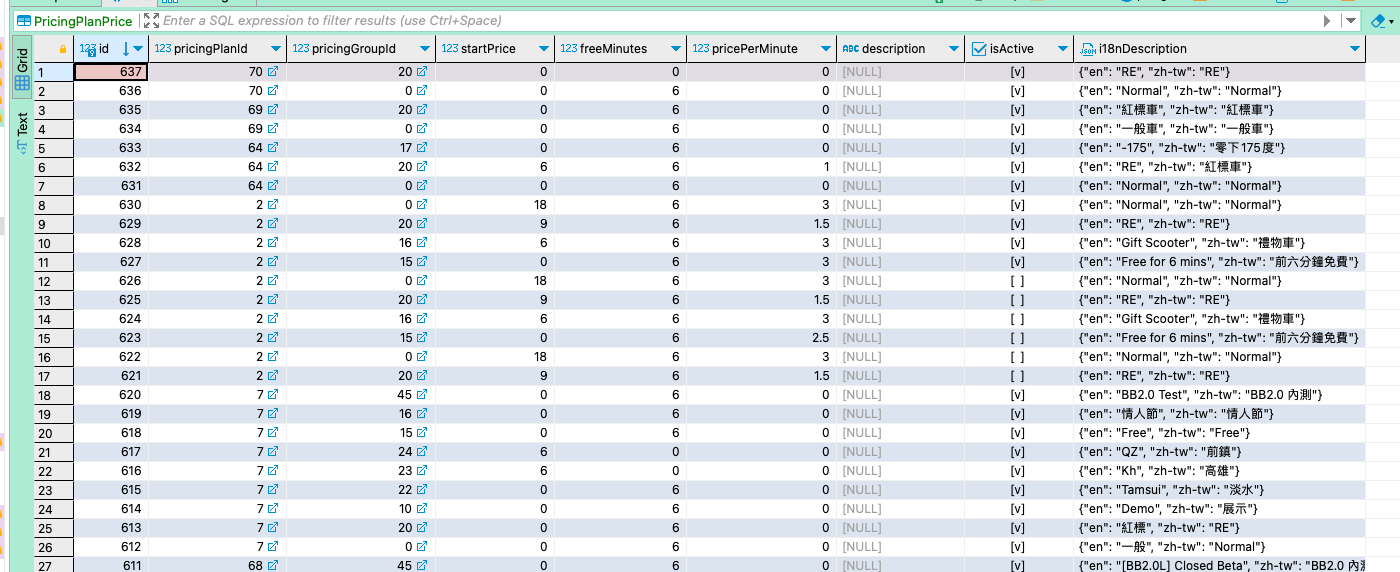 PricingPlanPrice Enter a SQL expression to filter results (use Ctrl+Space)
Grid
Text
123 id 123 pricingPlanId 123 pricingGroupId 123 startPrice 123 freeMinutes 123 pricePerMinute ABC description isActive JSON i18nDescription
1 637 70 20 0 0 0 [NULL] [v] {"en": "RE", "zh-tw": "RE"}
2 636 70 0 0 6 0 [NULL] [v] {"en": "Normal", "zh-tw": "Normal"}
3 635 69 20 0 6 0 [NULL] [v] {"en": "紅標車", "zh-tw": "紅標車"}
4 634 69 0 0 6 0 [NULL] [v] {"en": "一般車", "zh-tw": "一般車"}
5 633 64 17 0 6 0 [NULL] [v] {"en": "-175", "zh-tw": "零下175度"}
6 632 64 20 6 6 1 [NULL] [v] {"en": "RE", "zh-tw": "紅標車"}
7 631 64 0 0 6 0 [NULL] [v] {"en": "Normal", "zh-tw": "Normal"}
8 630 2 0 18 6 3 [NULL] [v] {"en": "Normal", "zh-tw": "Normal"}
9 629 2 20 9 6 1.5 [NULL] [v] {"en": "RE", "zh-tw": "RE"}
10 628 2 16 6 6 3 [NULL] [v] {"en": "Gift Scooter", "zh-tw": "禮物車"}
11 627 2 15 0 6 3 [NULL] [v] {"en": "Free for 6 mins", "zh-tw": "前六分鐘免費"}
12 626 2 0 18 6 3 [NULL] [ ] {"en": "Normal", "zh-tw": "Normal"}
13 625 2 20 9 6 1.5 [NULL] [ ] {"en": "RE", "zh-tw": "RE"}
14 624 2 16 6 6 3 [NULL] [ ] {"en": "Gift Scooter", "zh-tw": "禮物車"}
15 623 2 15 0 6 2.5 [NULL] [ ] {"en": "Free for 6 mins", "zh-tw": "前六分鐘免費"}
16 622 2 0 18 6 3 [NULL] [ ] {"en": "Normal", "zh-tw": "Normal"}
17 621 2 20 9 6 1.5 [NULL] [ ] {"en": "RE", "zh-tw": "RE"}
18 620 7 45 0 6 0 [NULL] [v] {"en": "BB2.0 Test", "zh-tw": "BB2.0 內測"}
19 619 7 16 0 6 0 [NULL] [v] {"en": "情人節", "zh-tw": "情人節"}
20 618 7 15 0 6 0 [NULL] [v] {"en": "Free", "zh-tw": "Free"}
21 617 7 24 6 6 0 [NULL] [v] {"en": "QZ", "zh-tw": "前鎮"}
22 616 7 23 6 6 0 [NULL] [v] {"en": "Kh", "zh-tw": "高雄"}
23 615 7 22 0 6 0 [NULL] [v] {"en": "Tamsui", "zh-tw": "淡水"}
24 614 7 10 0 6 0 [NULL] [v] {"en": "Demo", "zh-tw": "展示"}
25 613 7 20 0 6 0 [NULL] [v] {"en": "紅標", "zh-tw": "RE"}
26 612 7 0 0 6 0 [NULL] [v] {"en": "一般", "zh-tw": "Normal"}
27 611 68 45 0 6 0 [NULL] [v] {"en": "[BB2.0L] Closed Beta", "zh-tw": "BB2.0 內